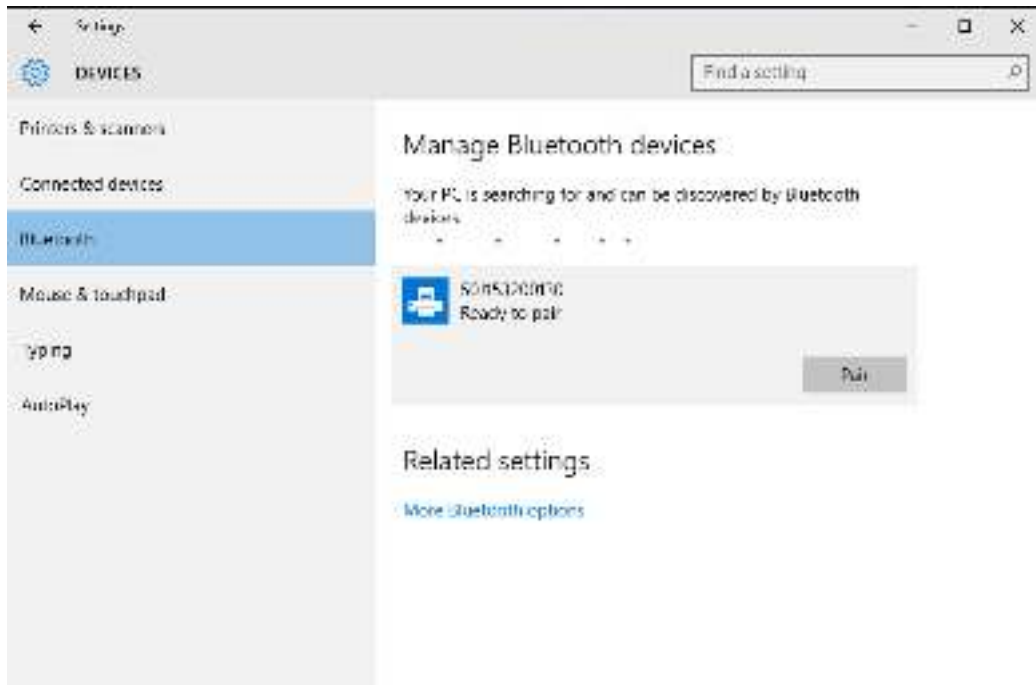 Settings
DEVICES
Find a setting
Printers & scanners
Connected devices
Bluetooth
Mouse & touchpad
Typing
AutoPlay
Manage Bluetooth devices
Your PC is searching for and can be discovered by Bluetooth
devices.
Ready to pair
Pair
Related settings
More Bluetooth options